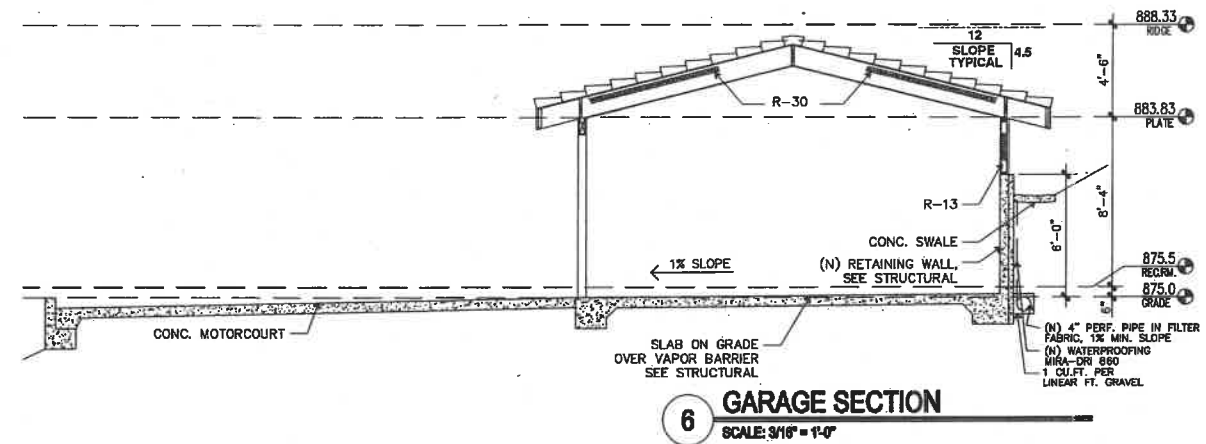 888.33
RIDGE
12
SLOPE
TYPICAL
4.5
4'-6"
R-30
883.83
PLATE
R-13
8'-4"
CONC. SWALE
6'-0"
1% SLOPE
(N) RETAINING WALL,
SEE STRUCTURAL
875.5
REC.RM.
875.0
GRADE
6"
CONC. MOTORCOURT
SLAB ON GRADE
OVER VAPOR BARRIER
SEE STRUCTURAL
(N) 4" PERF. PIPE IN FILTER
FABRIC, 1% MIN. SLOPE
(N) WATERPROOFING
MIRA-DRI 860
1 CU.FT. PER
LINEAR FT. GRAVEL
6
GARAGE SECTION
SCALE: 3/16" = 1'-0"